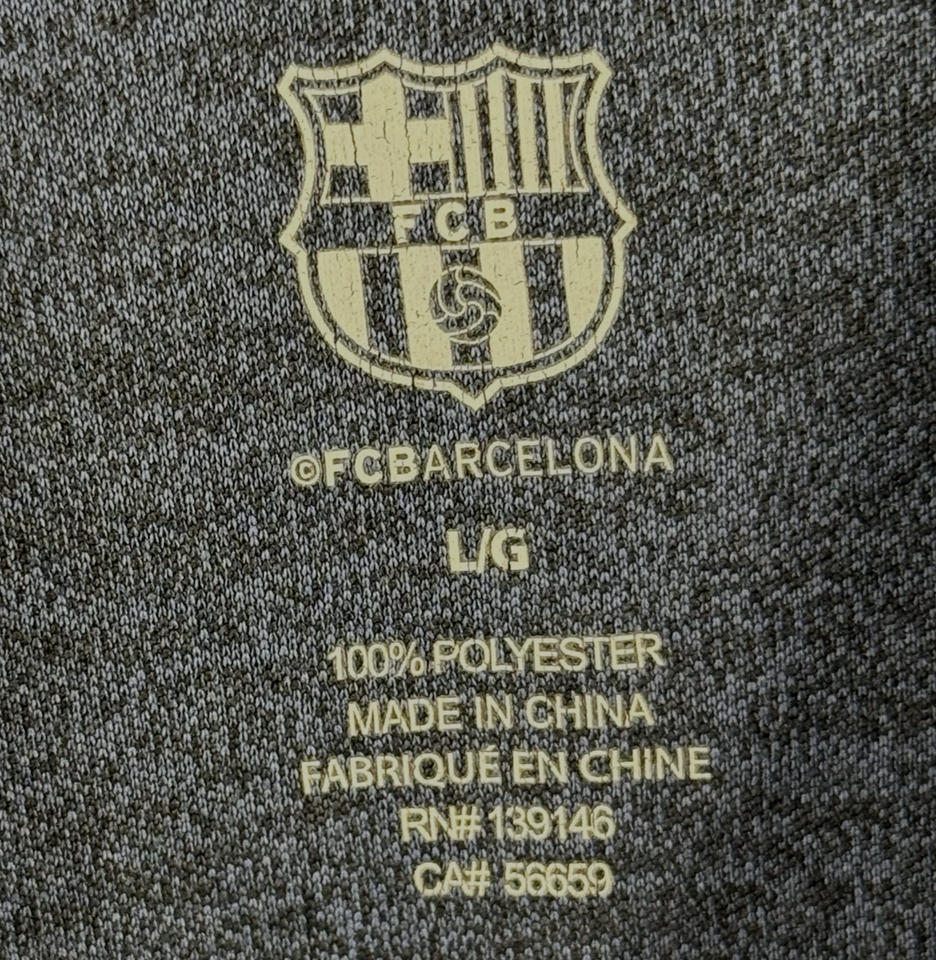 FCB
©FCBARCELONA
L/G
100% POLYESTER
MADE IN CHINA
FABRIQUÉ EN CHINE
RN# 139146
CA# 56659